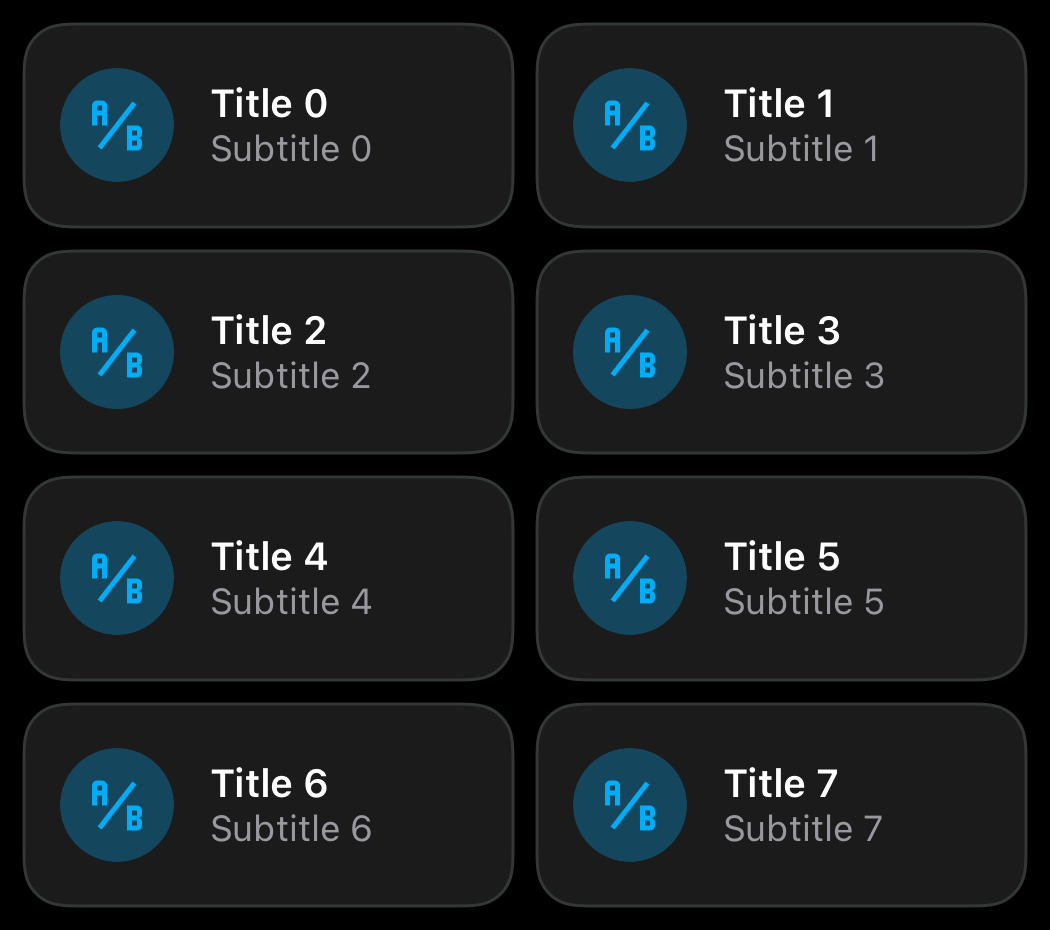 A/B
Title 0
Subtitle 0
A/B
Title 1
Subtitle 1
A/B
Title 2
Subtitle 2
A/B
Title 3
Subtitle 3
A/B
Title 4
Subtitle 4
A/B
Title 5
Subtitle 5
A/B
Title 6
Subtitle 6
A/B
Title 7
Subtitle 7